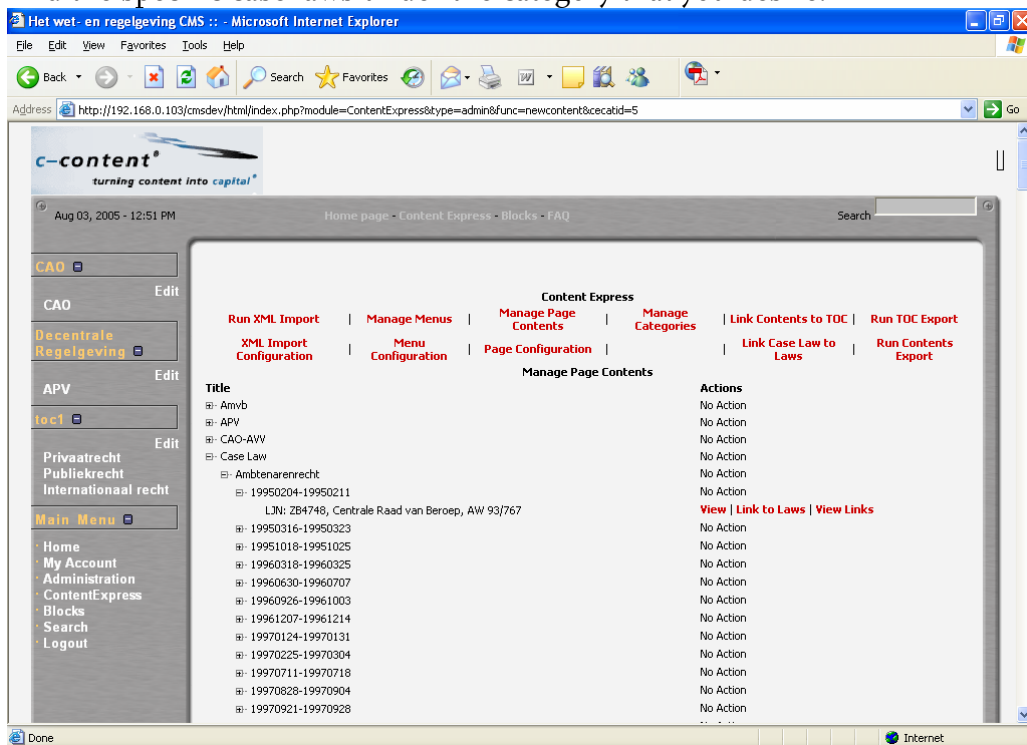 Het wet- en regelgeving CMS :: - Microsoft Internet Explorer
File Edit View Favorites Tools Help
Back Search Favorites
Address http://192.168.0.103/cmsdev/html/index.php?module=ContentExpress&type=admin&func=newcontent&cecatid=5 Go
c-content®
turning content into capital®
Aug 03, 2005 - 12:51 PM Home page - Content Express - Blocks - FAQ Search
CAO
Edit
CAO
Decentrale
Regelgeving
Edit
APV
toc1
Edit
Privaatrecht
Publiekrecht
Internationaal recht
Main Menu
· Home
· My Account
· Administration
· ContentExpress
· Blocks
· Search
· Logout
Content Express
Run XML Import | Manage Menus | Manage Page Contents | Manage Categories | Link Contents to TOC | Run TOC Export
XML Import Configuration | Menu Configuration | Page Configuration | | Link Case Law to Laws | Run Contents Export
Manage Page Contents
Title Actions
Amvb No Action
APV No Action
CAO-AVV No Action
Case Law No Action
Ambtenarenrecht No Action
19950204-19950211 No Action
LJN: ZB4748, Centrale Raad van Beroep, AW 93/767 View | Link to Laws | View Links
19950316-19950323 No Action
19951018-19951025 No Action
19960318-19960325 No Action
19960630-19960707 No Action
19960926-19961003 No Action
19961207-19961214 No Action
19970124-19970131 No Action
19970225-19970304 No Action
19970711-19970718 No Action
19970828-19970904 No Action
19970921-19970928 No Action
Done Internet